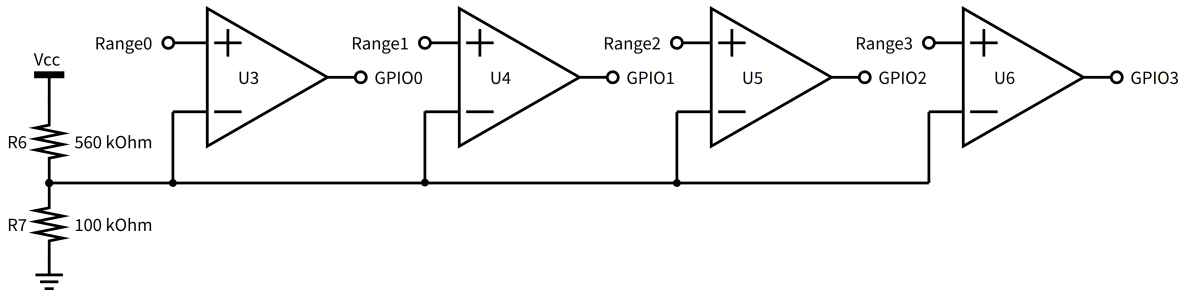 Range0
U3
GPIO0
Range1
U4
GPIO1
Range2
U5
GPIO2
Range3
U6
GPIO3
Vcc
R6
560 kOhm
R7
100 kOhm